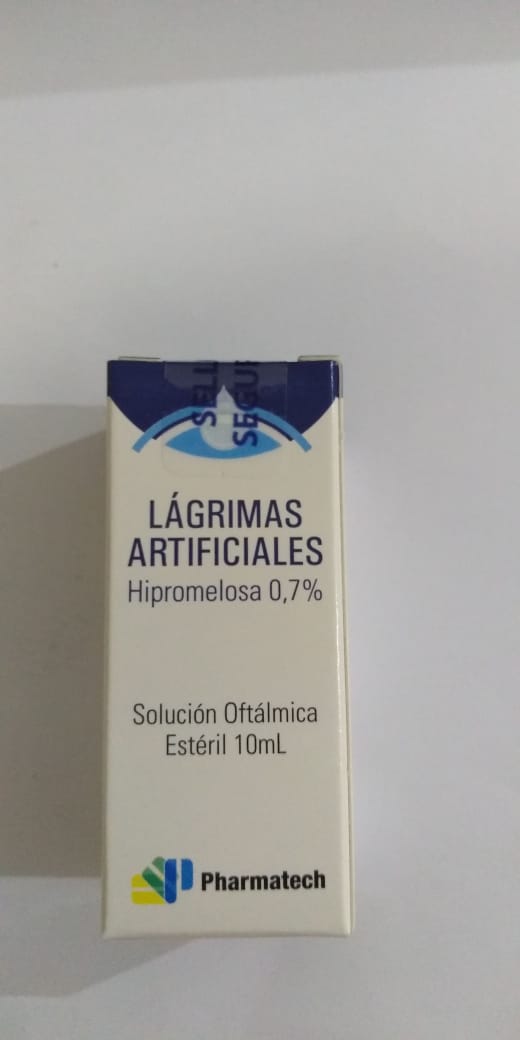 LÁGRIMAS
ARTIFICIALES
Hipromelosa 0,7%
Solución Oftálmica
Estéril 10mL
Pharmatech